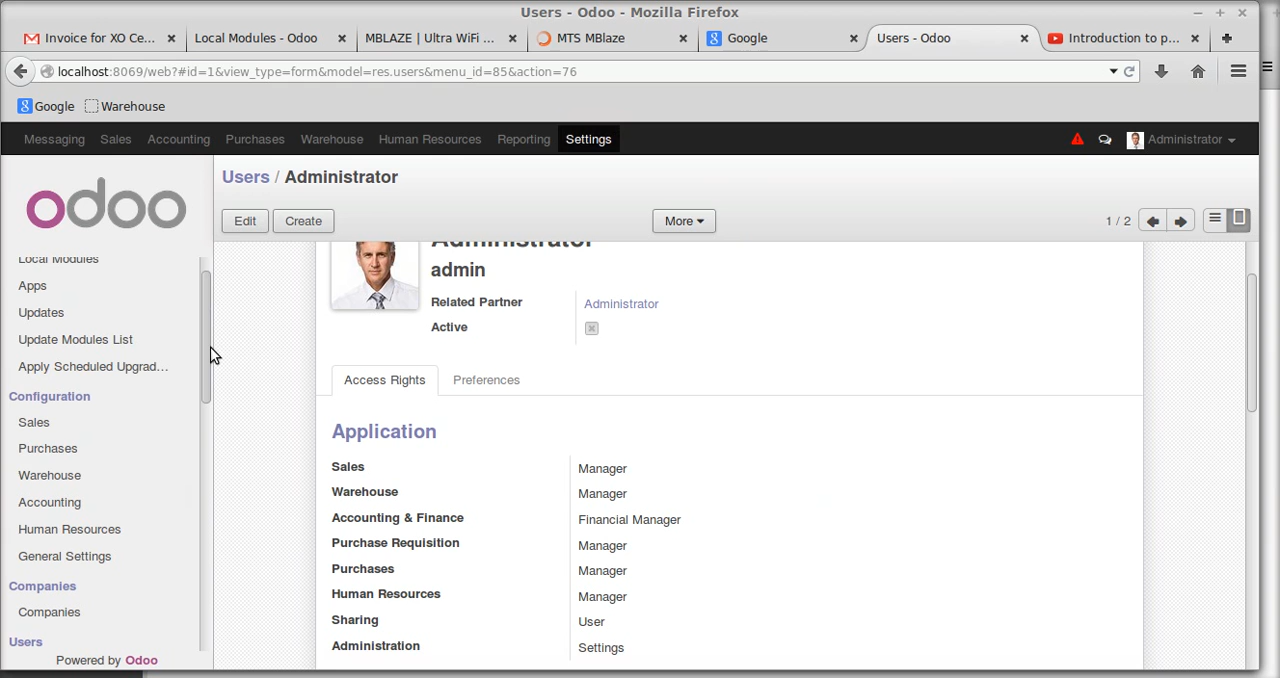 Users - Odoo - Mozilla Firefox
Invoice for XO Ce... Local Modules - Odoo MBLAZE | Ultra WiFi ... MTS MBlaze Google Users - Odoo Introduction to p...
localhost:8069/web?#id=1&view_type=form&model=res.users&menu_id=85&action=76
Google Warehouse
Messaging Sales Accounting Purchases Warehouse Human Resources Reporting Settings Administrator
odoo
Users / Administrator
Edit Create More 1 / 2
Local Modules
Apps
Updates
Update Modules List
Apply Scheduled Upgrad...
Configuration
Sales
Purchases
Warehouse
Accounting
Human Resources
General Settings
Companies
Companies
Users
Powered by Odoo
Administrator
admin
Related Partner Administrator
Active
Access Rights Preferences
Application
Sales Manager
Warehouse Manager
Accounting & Finance Financial Manager
Purchase Requisition Manager
Purchases Manager
Human Resources Manager
Sharing User
Administration Settings